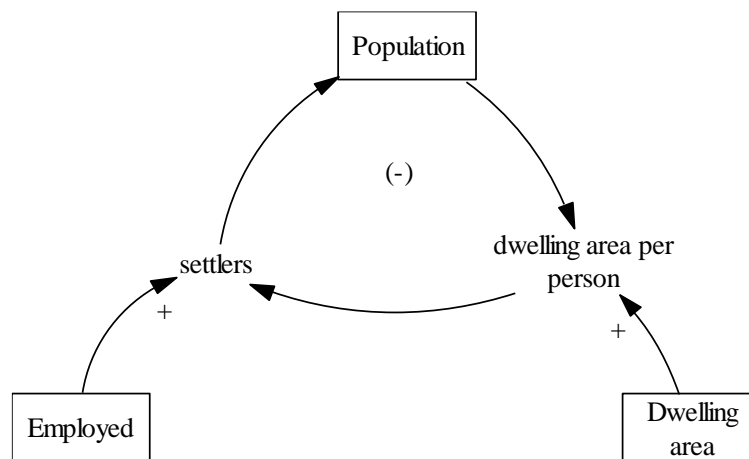 Population
(-)
dwelling area per
person
settlers
+
+
Employed
Dwelling
area